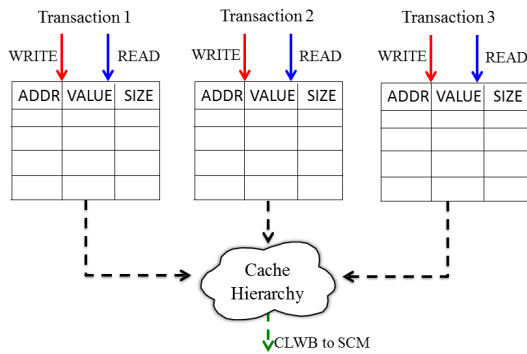 Transaction 1
Transaction 2
Transaction 3
WRITE
READ
WRITE
READ
WRITE
READ
ADDR VALUE SIZE
ADDR VALUE SIZE
ADDR VALUE SIZE
Cache
Hierarchy
CLWB to SCM